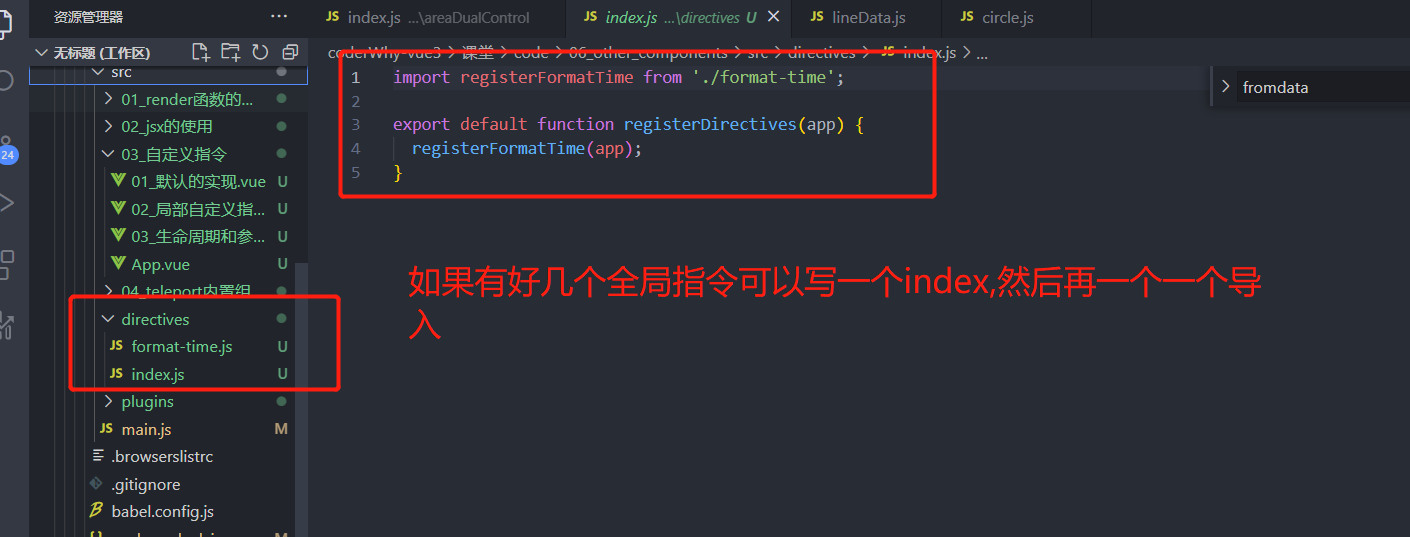 资源管理器
无标题 (工作区)
src
01_render函数的...
02_jsx的使用
03_自定义指令
01_默认的实现.vue U
02_局部自定义指... U
03_生命周期和参... U
App.vue U
04_teleport内置组
directives
format-time.js U
index.js U
plugins
main.js M
.browserslistrc
.gitignore
babel.config.js
24
JS index.js ...\areaDualControl
JS index.js ...\directives U
JS lineData.js
JS circle.js
coderWhy-vue3 > 课堂 > code > 06_other_components > src > directives > JS index.js > ...
1 import registerFormatTime from './format-time';
2
3 export default function registerDirectives(app) {
4 registerFormatTime(app);
5 }
fromdata
如果有好几个全局指令可以写一个index,然后再一个一个导
入